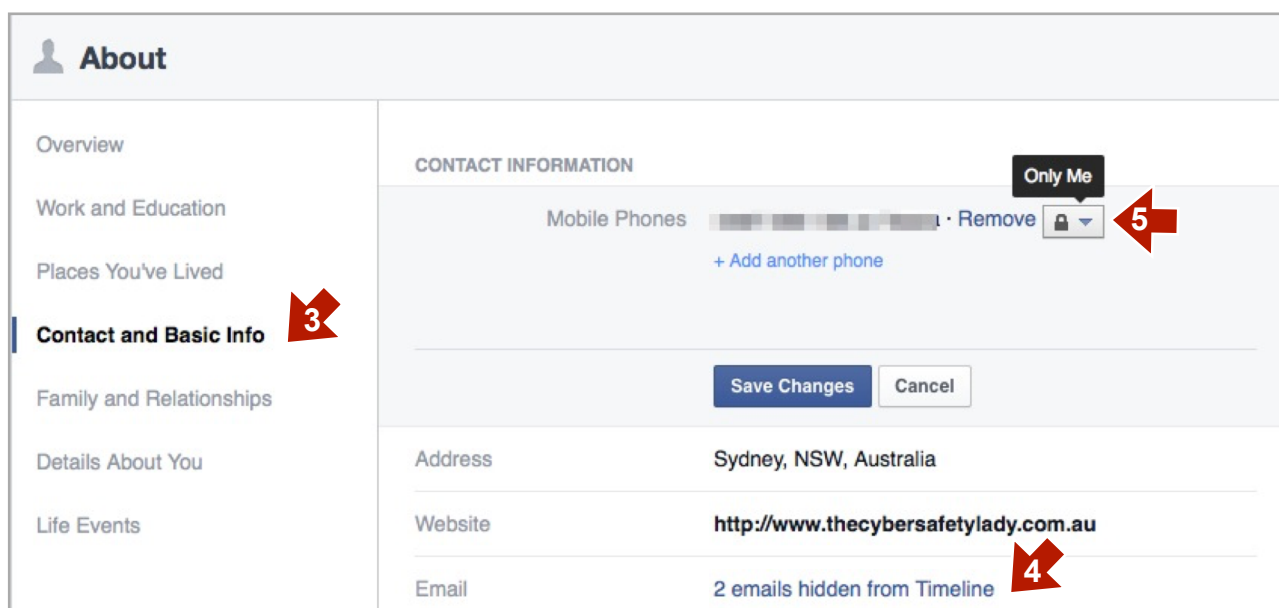 About
Overview
Work and Education
Places You've Lived
Contact and Basic Info
3
Family and Relationships
Details About You
Life Events
CONTACT INFORMATION
Only Me
Mobile Phones · Remove
5
+ Add another phone
Save Changes Cancel
Address Sydney, NSW, Australia
Website http://www.thecybersafetylady.com.au
Email 2 emails hidden from Timeline
4